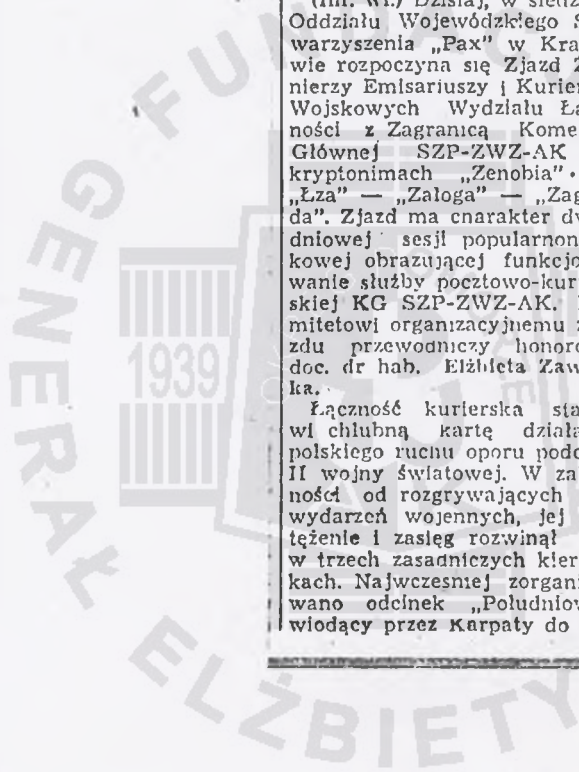 (Inf. wł.) Dzisiaj, w siedz
Oddziału Wojewódzkiego S
warzyszenia „Pax” w Kra
wie rozpoczyna się Zjazd Ż
nierzy Emisariuszy i Kurier
Wojskowych Wydziału Łą
ności z Zagranicą Kome
Głównej SZP-ZWZ-AK
kryptonimach „Zenobia” •
„Łza” — „Załoga” — „Zag
da”. Zjazd ma cnarakter dw
dniowej sesji popularnon
kowej obrazującej funkcjo
wanie służby pocztowo-kur
skiej KG SZP-ZWZ-AK.
mitetowi organizacyjnemu z
zdu przewodniczy honoro
doc. dr hab. Elżbieta Zaw
ka.
Łączność kurierska sta
wi chlubną kartę działa
polskiego ruchu oporu podc
II wojny światowej. W za
ności od rozgrywających
wydarzeń wojennych, jej
tężenie i zasięg rozwinął
w trzech zasadniczych kier
kach. Najwcześniej zorgani
wano odcinek „Południow
wiodący przez Karpaty do
FUNDAC
GENERAŁ ELŻBIETY
1939